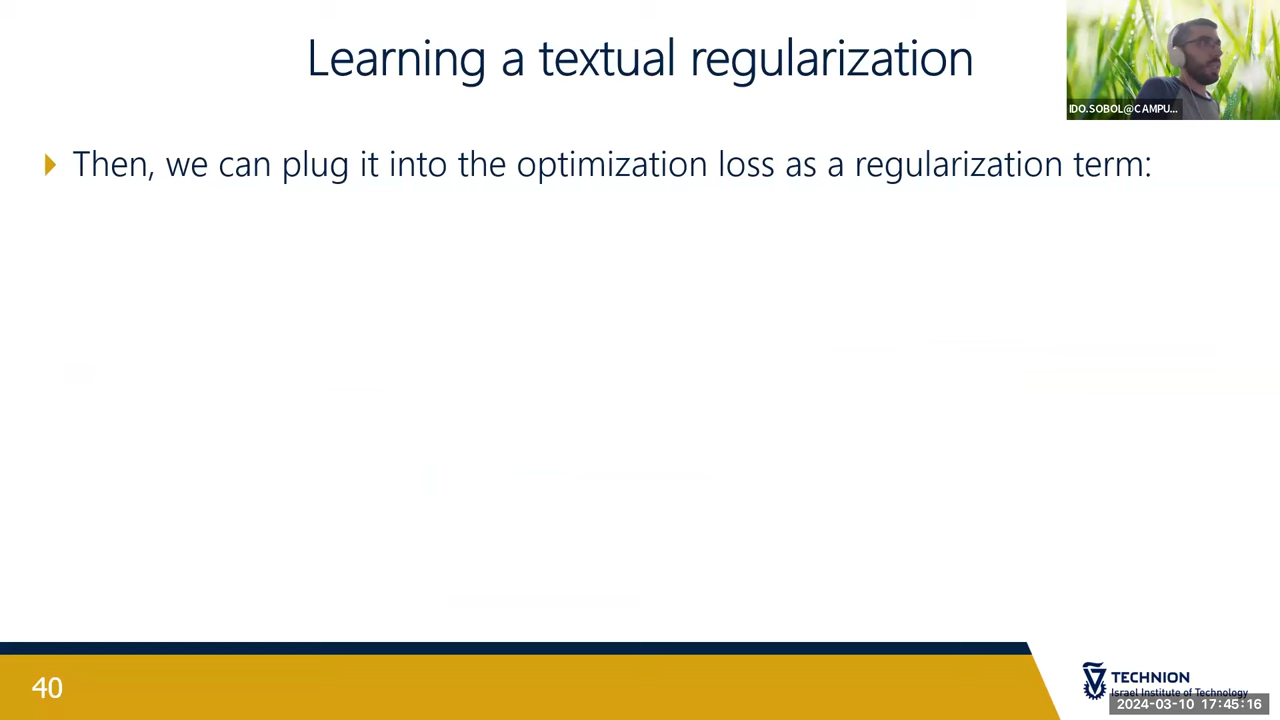 Learning a textual regularization
IDO.SOBOL@CAMPU...
Then, we can plug it into the optimization loss as a regularization term:
40
TECHNION
Israel Institute of Technology
2024-03-10 17:45:16